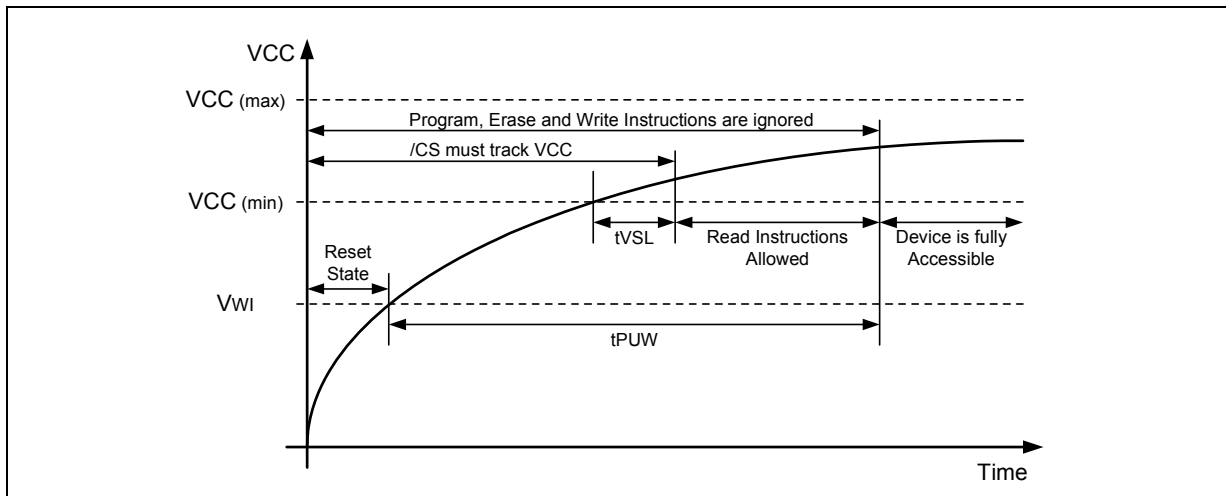 VCC
VCC (max)
Program, Erase and Write Instructions are ignored
/CS must track VCC
VCC (min)
tVSL
Read Instructions
Allowed
Device is fully
Accessible
Reset
State
VWI
tPUW
Time